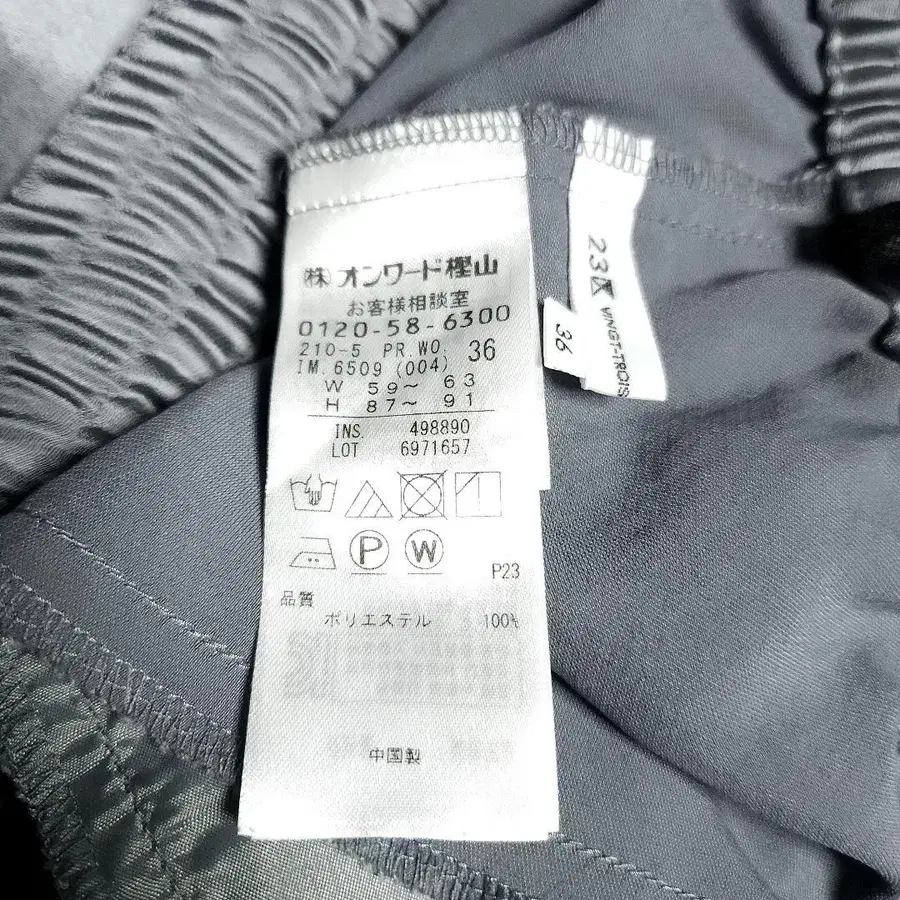 ㈱オンワード樫山
お客様相談室
0120-58-6300
210-5 PR.WO. 36
IM.6509 (004)
W 59〜 63
H 87〜 91
INS. 498890
LOT 6971657
P W
P23
品質
ポリエステル 100%
中国製
23区 VINGT-TROIS
36